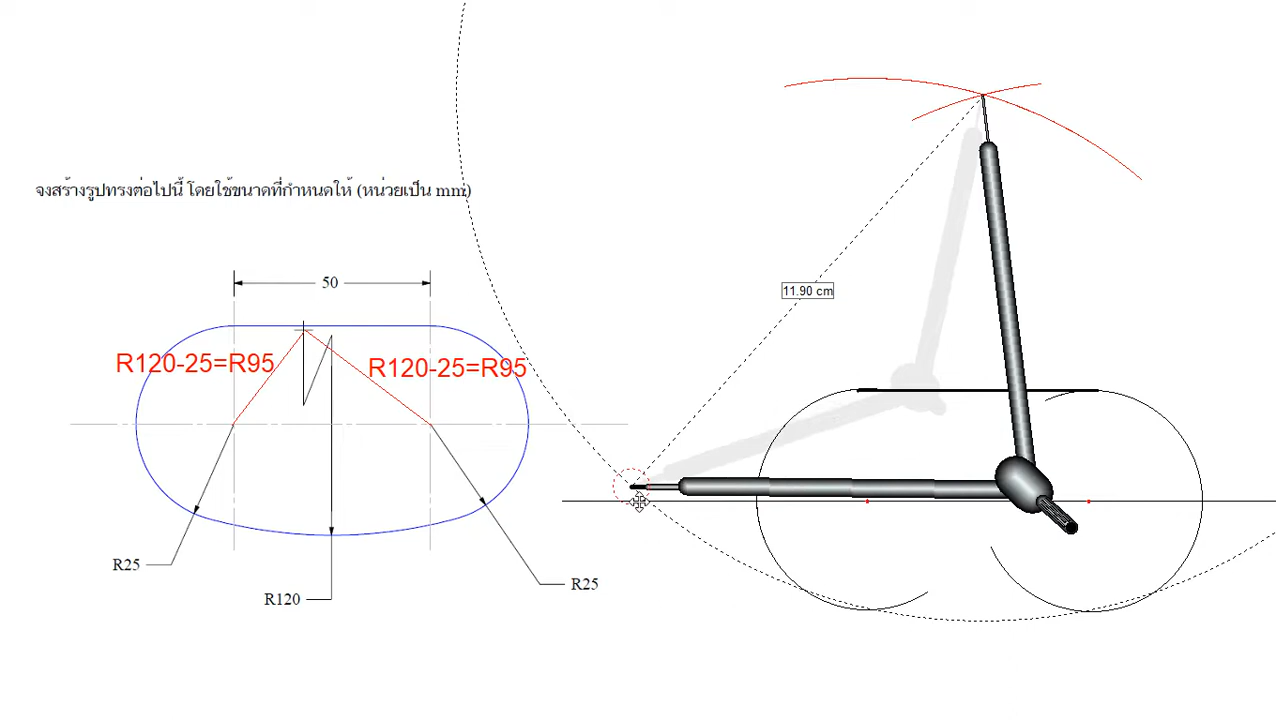 จงสร้างรูปทรงต่อไปนี้ โดยใช้ขนาดที่กำหนดให้ (หน่วยเป็น mm)
50
R120-25=R95
R120-25=R95
R25
R120
R25
11.90 cm